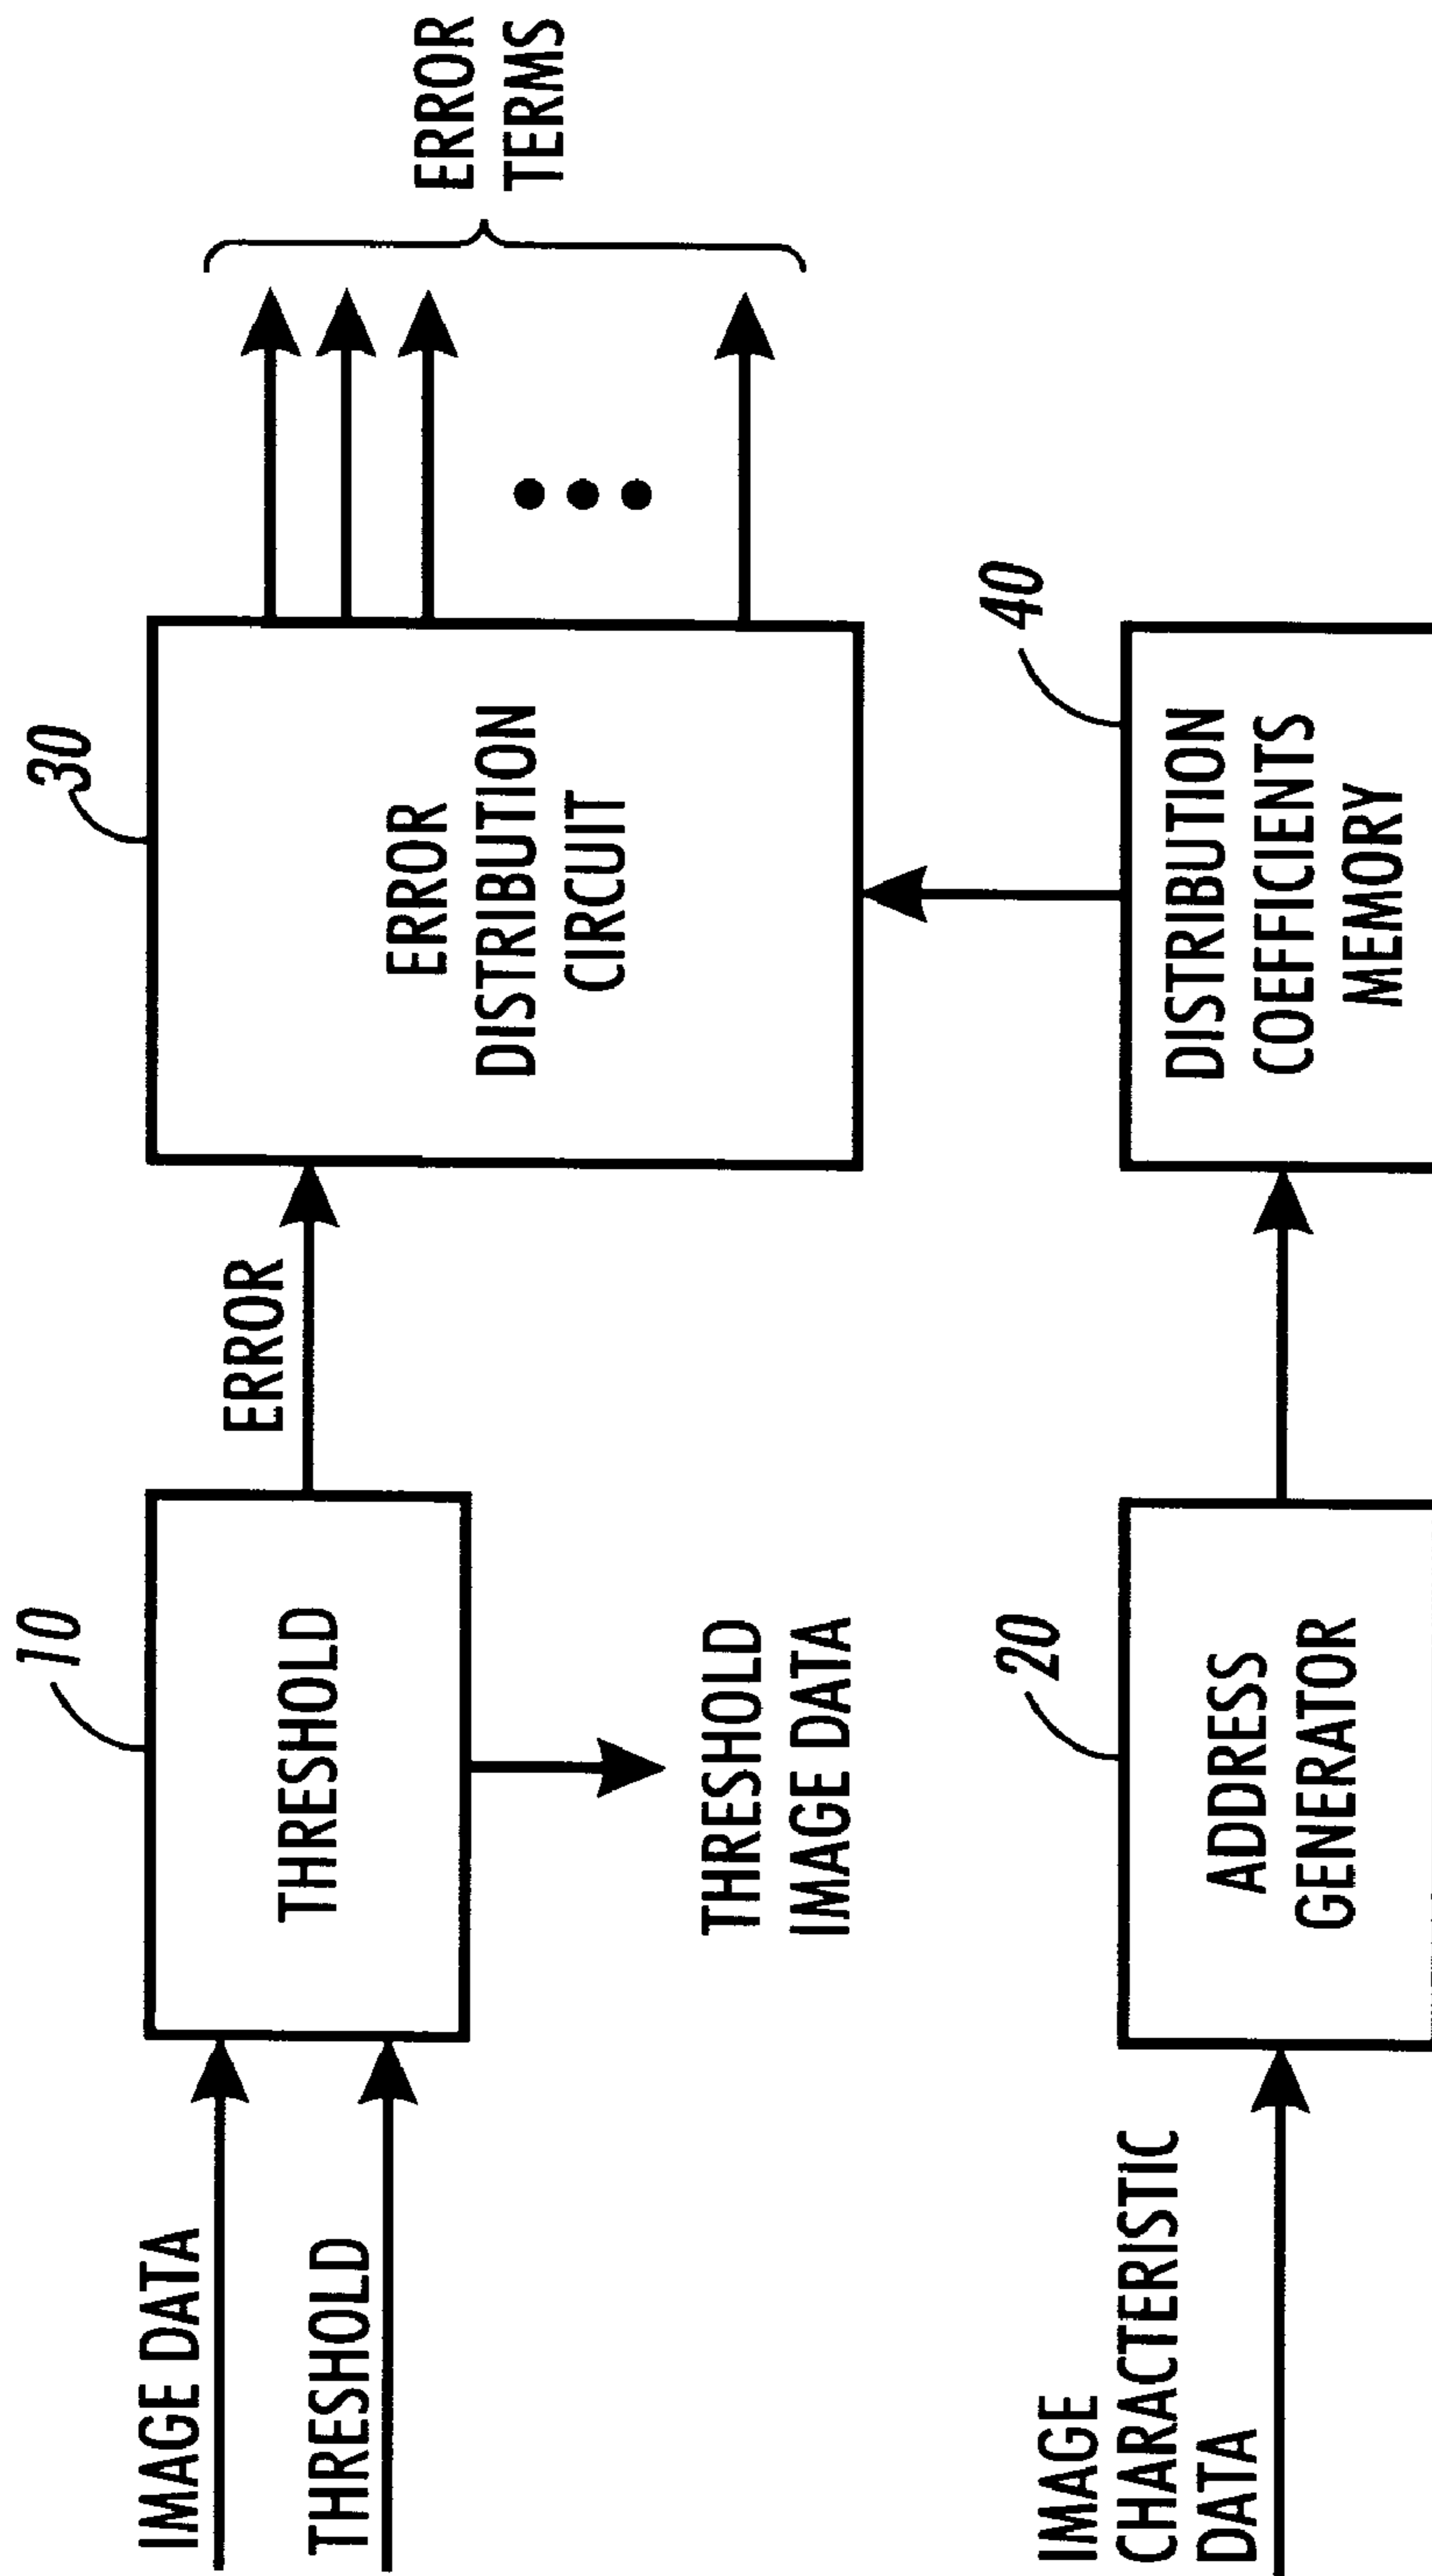 IMAGE DATA
THRESHOLD
10
THRESHOLD
ERROR
30
ERROR
DISTRIBUTION
CIRCUIT
ERROR
TERMS
THRESHOLD
IMAGE DATA
IMAGE
CHARACTERISTIC
DATA
20
ADDRESS
GENERATOR
40
DISTRIBUTION
COEFFICIENTS
MEMORY